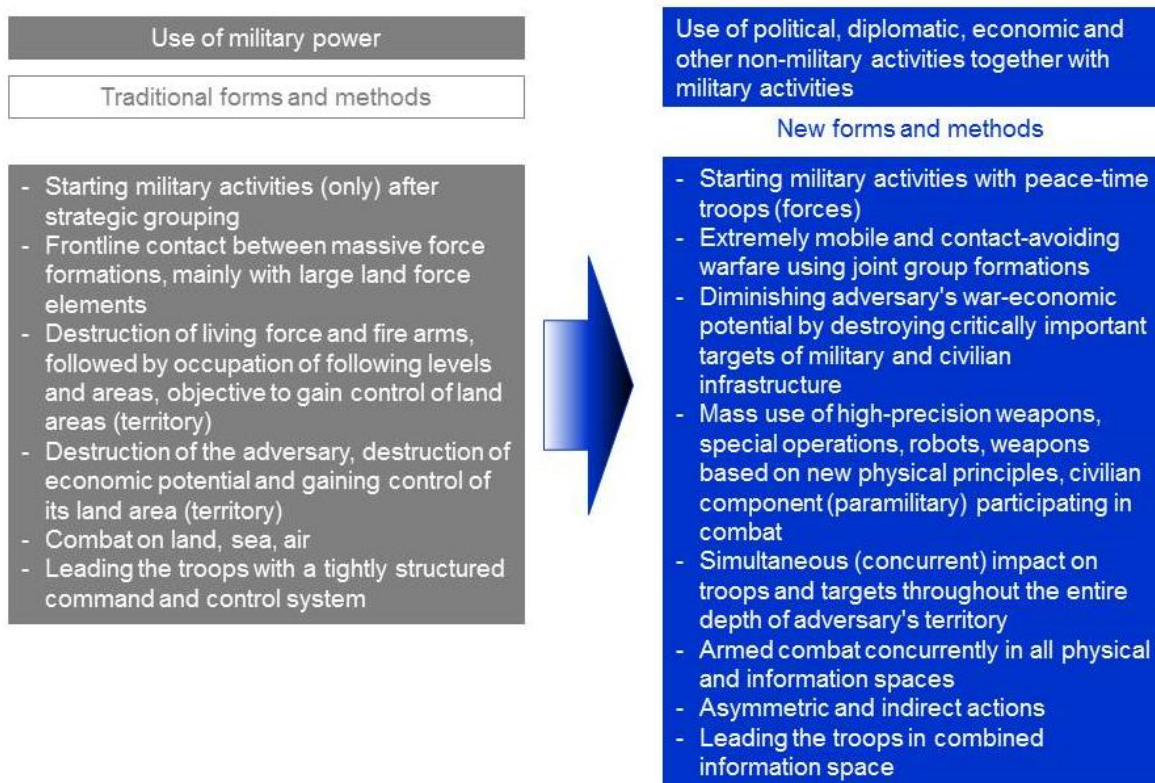 Use of military power
Traditional forms and methods
- Starting military activities (only) after
strategic grouping
- Frontline contact between massive force
formations, mainly with large land force
elements
- Destruction of living force and fire arms,
followed by occupation of following levels
and areas, objective to gain control of land
areas (territory)
- Destruction of the adversary, destruction of
economic potential and gaining control of
its land area (territory)
- Combat on land, sea, air
- Leading the troops with a tightly structured
command and control system
Use of political, diplomatic, economic and
other non-military activities together with
military activities
New forms and methods
- Starting military activities with peace-time
troops (forces)
- Extremely mobile and contact-avoiding
warfare using joint group formations
- Diminishing adversary's war-economic
potential by destroying critically important
targets of military and civilian
infrastructure
- Mass use of high-precision weapons,
special operations, robots, weapons
based on new physical principles, civilian
component (paramilitary) participating in
combat
- Simultaneous (concurrent) impact on
troops and targets throughout the entire
depth of adversary's territory
- Armed combat concurrently in all physical
and information spaces
- Asymmetric and indirect actions
- Leading the troops in combined
information space